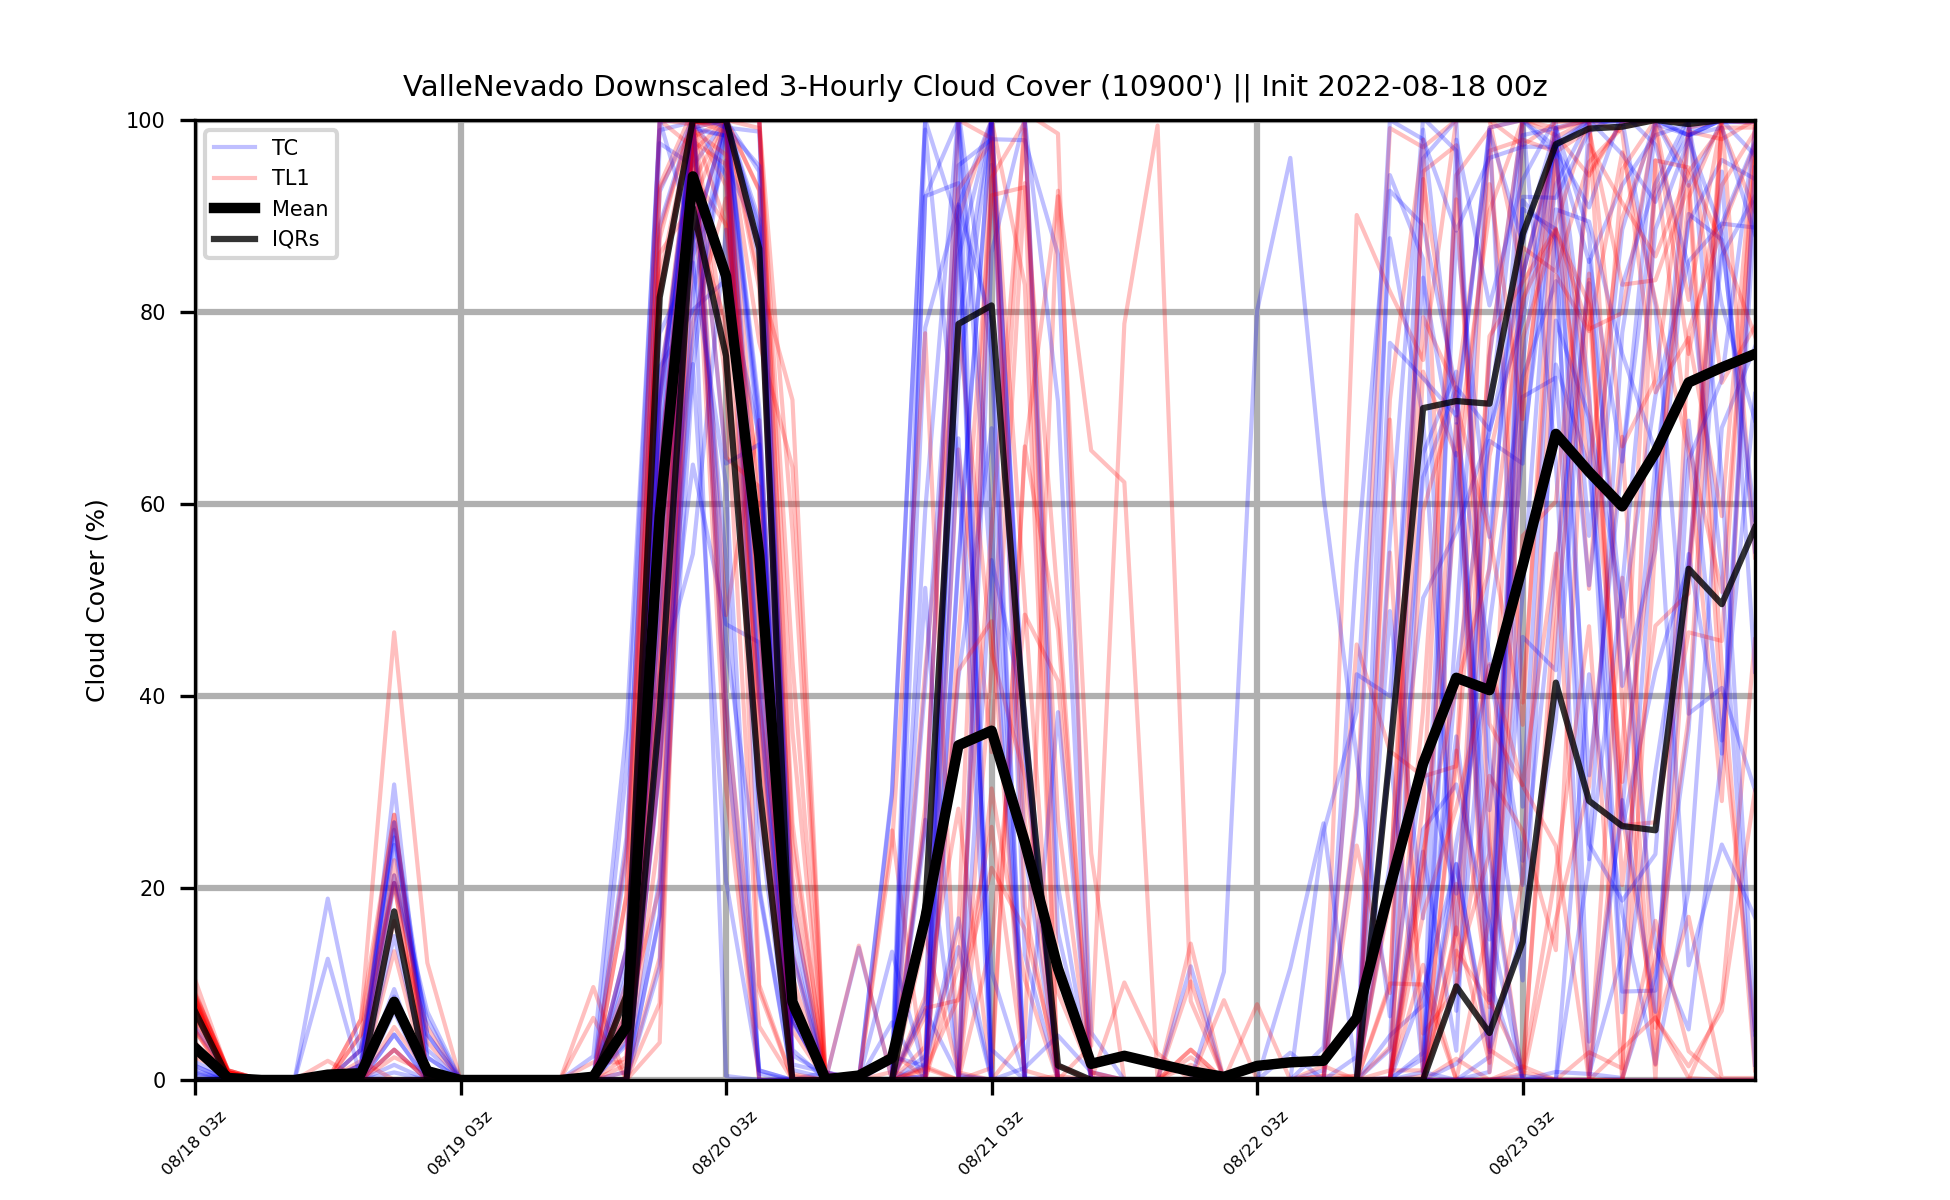 ValleNevado Downscaled 3-Hourly Cloud Cover (10900') || Init 2022-08-18 00z
100
80
60
40
20
0
Cloud Cover (%)
TC
TL1
Mean
IQRs
08/18 03z
08/19 03z
08/20 03z
08/21 03z
08/22 03z
08/23 03z